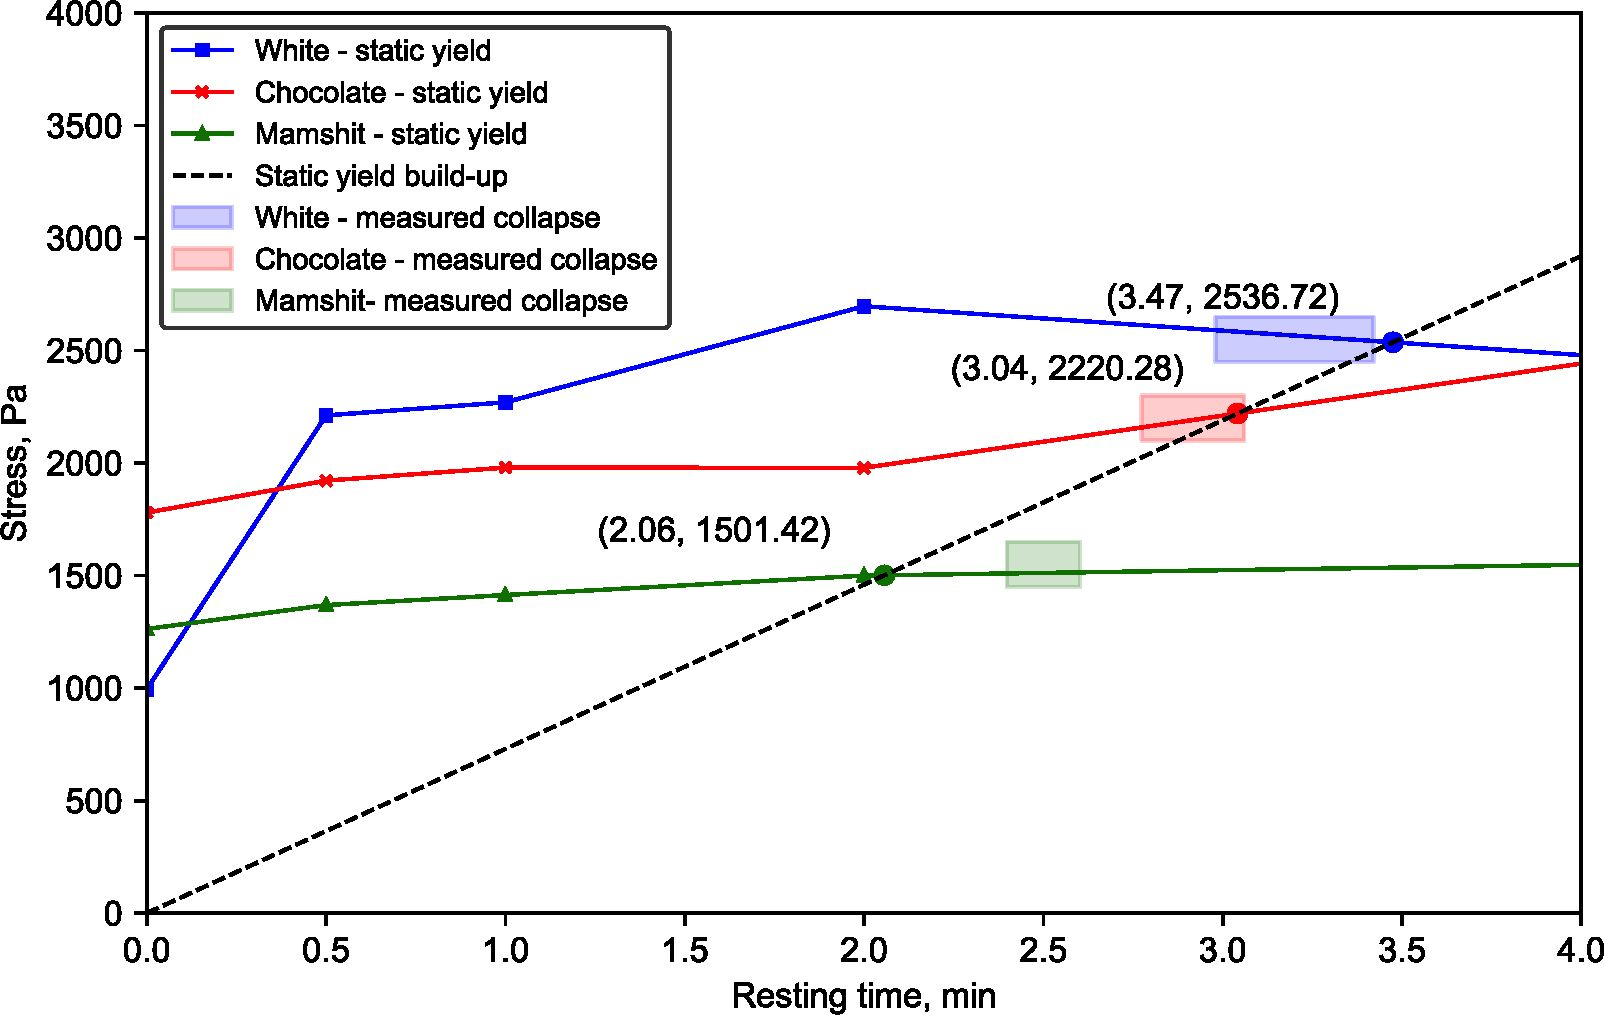 4000
3500
3000
2500
2000
1500
1000
500
0
Stress, Pa
White - static yield
Chocolate - static yield
Mamshit - static yield
Static yield build-up
White - measured collapse
Chocolate - measured collapse
Mamshit- measured collapse
(3.47, 2536.72)
(3.04, 2220.28)
(2.06, 1501.42)
0.0 0.5 1.0 1.5 2.0 2.5 3.0 3.5 4.0
Resting time, min